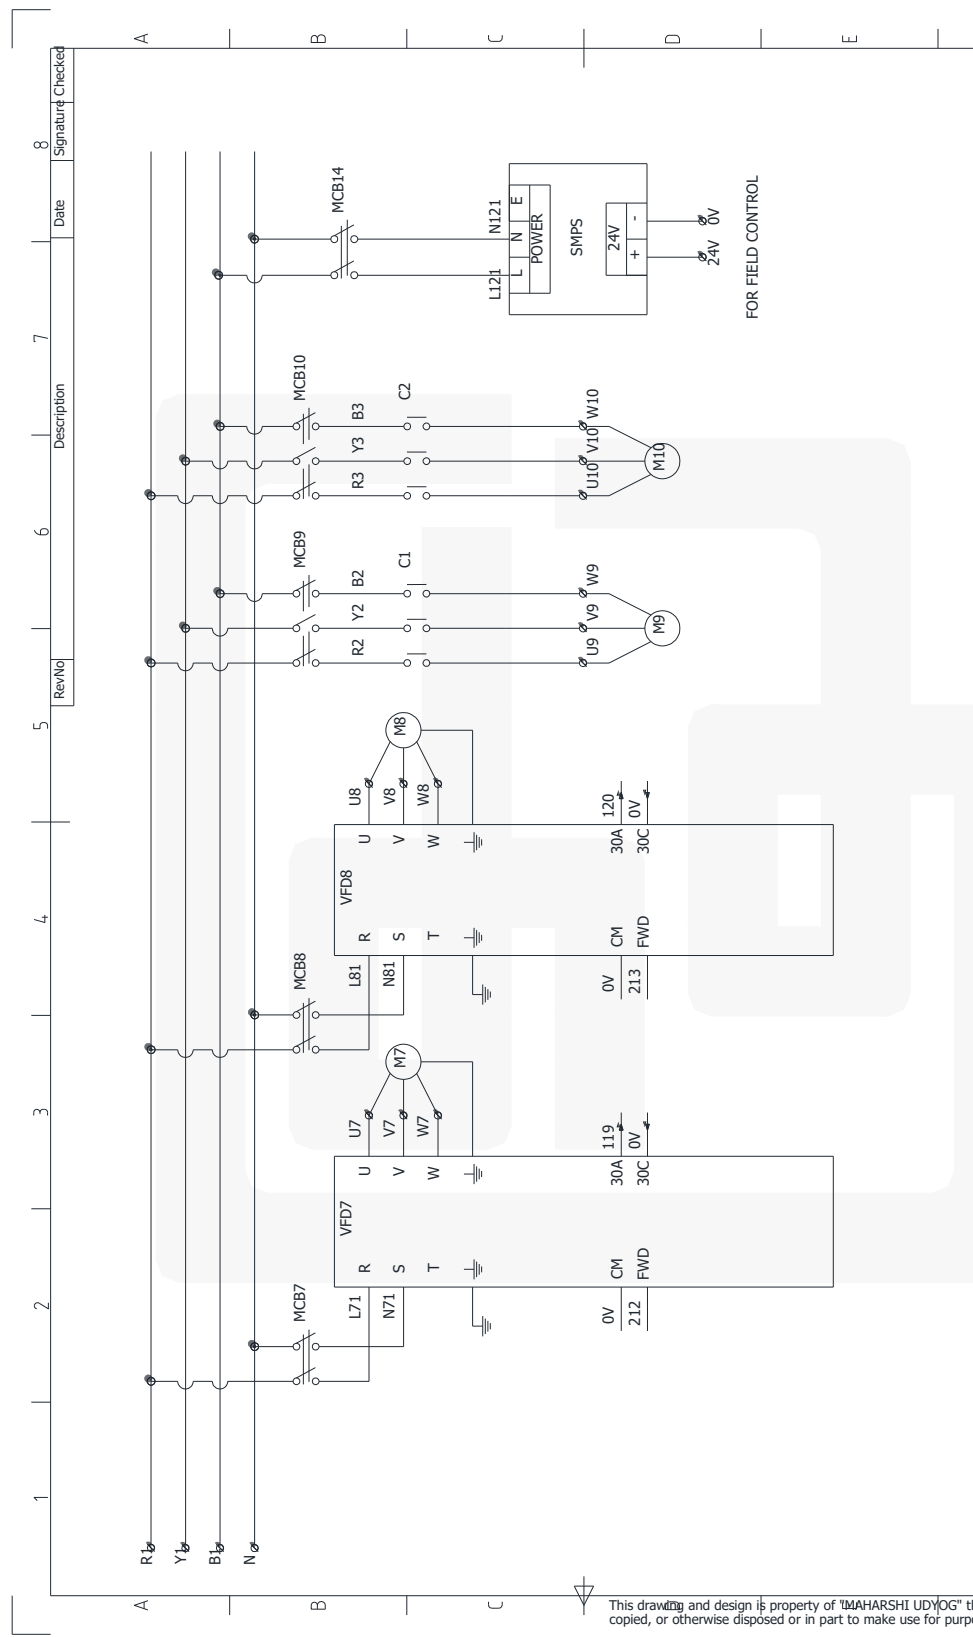 RevNo Description Date Signature Checked
1 2 3 4 5 6 7 8
A A
R1
Y1
B1
N
B B
MCB7 MCB8 MCB9 MCB10 MCB14
VFD7 VFD8
L71 R U U7
N71 S V V7 M7
T W W7
L81 R U U8
N81 S V V8 M8
T W W8
R2 Y2 B2
R3 Y3 B3
C1 C2
C C
L121 N121
L N E
POWER
SMPS
24V
+ -
24V 0V
FOR FIELD CONTROL
U9 V9 W9
M9
U10 V10 W10
M10
0V CM 30A 119
212 FWD 30C 0V
0V CM 30A 120
213 FWD 30C 0V
D D
E E
This drawing and design is property of "MAHARSHI UDYOG"
copied, or otherwise disposed or in part to make use for